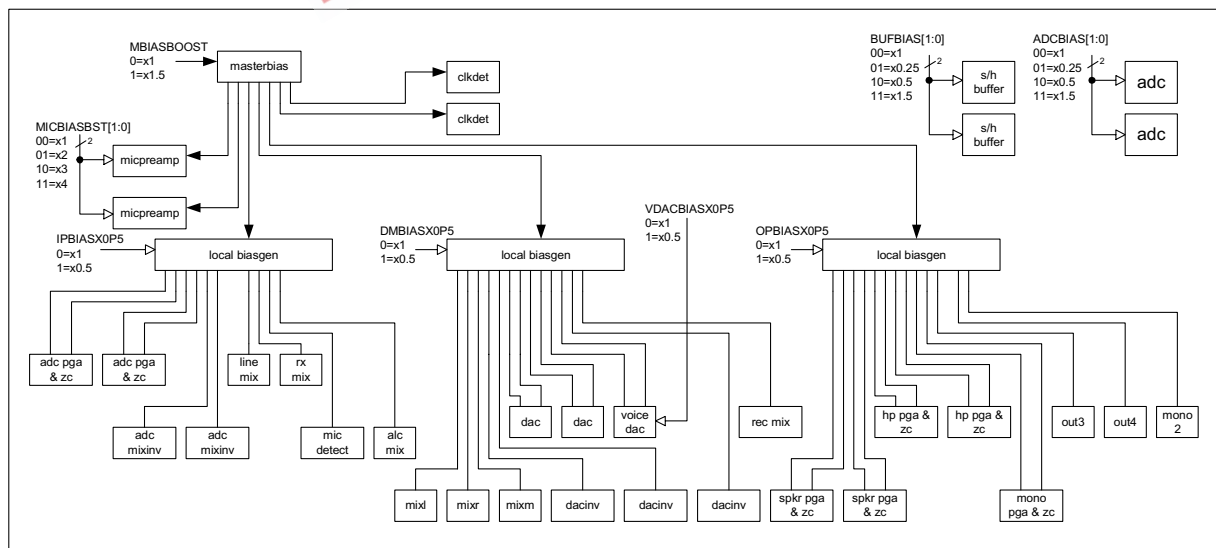 MBIASBOOST
0=x1
1=x1.5
masterbias
clkdet
clkdet
BUFBIAS[1:0]
00=x1
01=x0.25
10=x0.5
11=x1.5
2
s/h
buffer
s/h
buffer
ADCBIAS[1:0]
00=x1
01=x0.25
10=x0.5
11=x1.5
2
adc
adc
MICBIASBST[1:0]
00=x1
01=x2
10=x3
11=x4
2
micpreamp
micpreamp
IPBIASX0P5
0=x1
1=x0.5
local biasgen
DMBIASX0P5
0=x1
1=x0.5
local biasgen
VDACBIASX0P5
0=x1
1=x0.5
OPBIASX0P5
0=x1
1=x0.5
local biasgen
adc pga
& zc
adc pga
& zc
line
mix
rx
mix
adc
mixinv
adc
mixinv
mic
detect
alc
mix
dac
dac
voice
dac
rec mix
mixl
mixr
mixm
dacinv
dacinv
dacinv
hp pga &
zc
hp pga &
zc
out3
out4
mono
2
spkr pga
& zc
spkr pga
& zc
mono
pga & zc